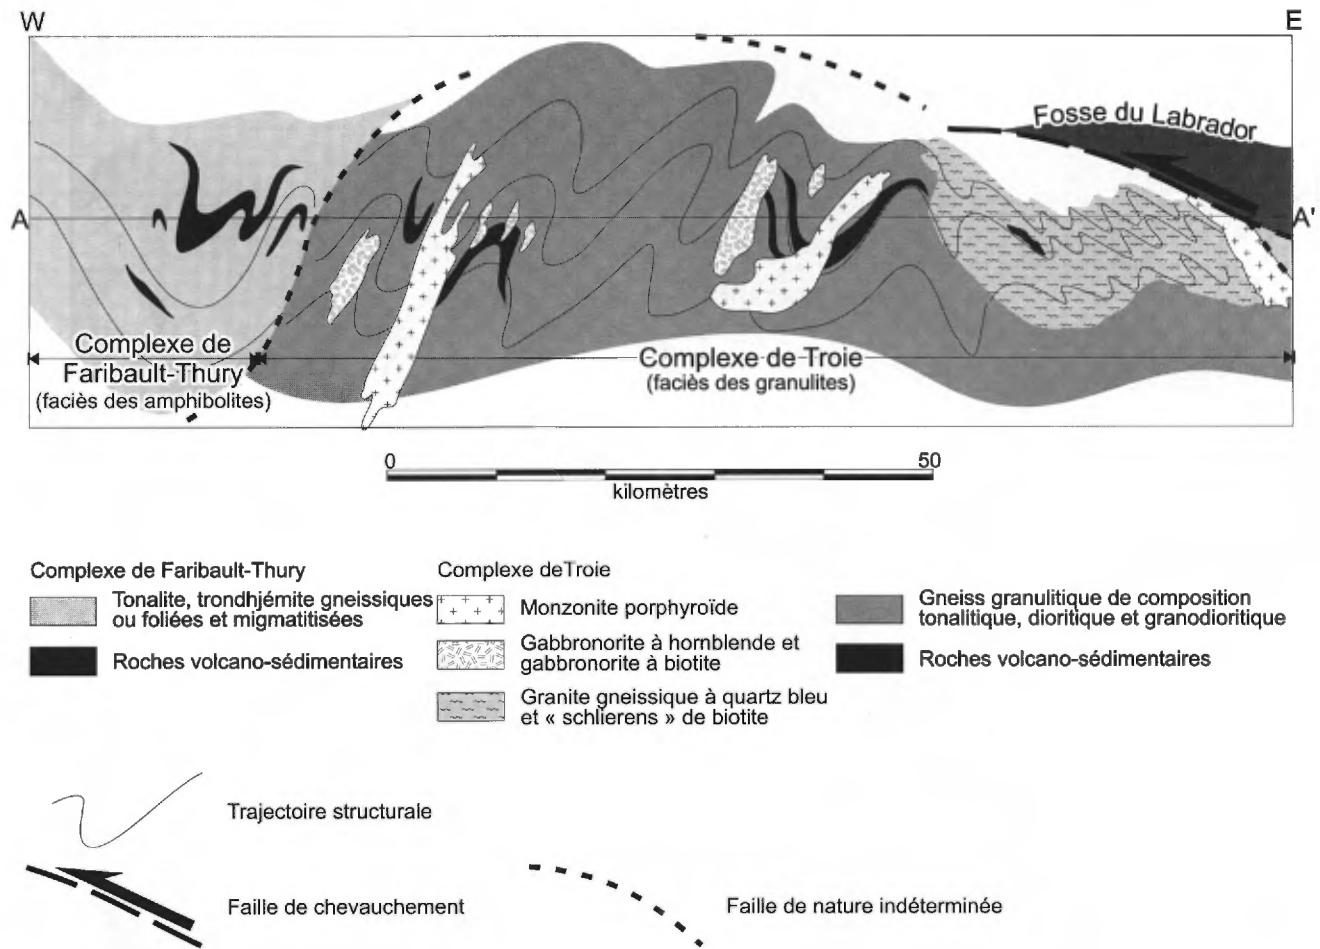 W
E
Fosse du Labrador
A
A'
Complexe de
Faribault-Thury
(faciès des amphibolites)
Complexe de Troie
(faciès des granulites)
0
50
kilomètres
Complexe de Faribault-Thury
Tonalite, trondhjémite gneissiques
ou foliées et migmatitisées
Roches volcano-sédimentaires
Complexe deTroie
Monzonite porphyroïde
Gabbronorite à hornblende et
gabbronorite à biotite
Granite gneissique à quartz bleu
et « schlierens » de biotite
Gneiss granulitique de composition
tonalitique, dioritique et granodioritique
Roches volcano-sédimentaires
Trajectoire structurale
Faille de chevauchement
Faille de nature indéterminée